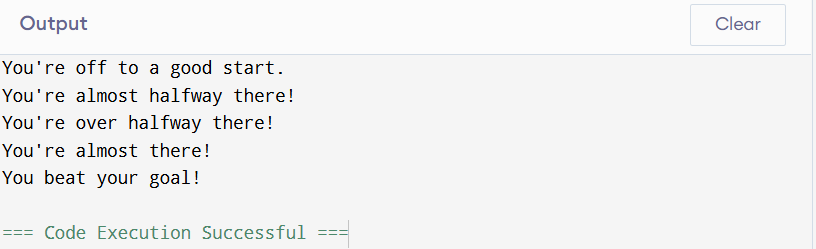 Output
Clear
You're off to a good start.
You're almost halfway there!
You're over halfway there!
You're almost there!
You beat your goal!
=== Code Execution Successful ===